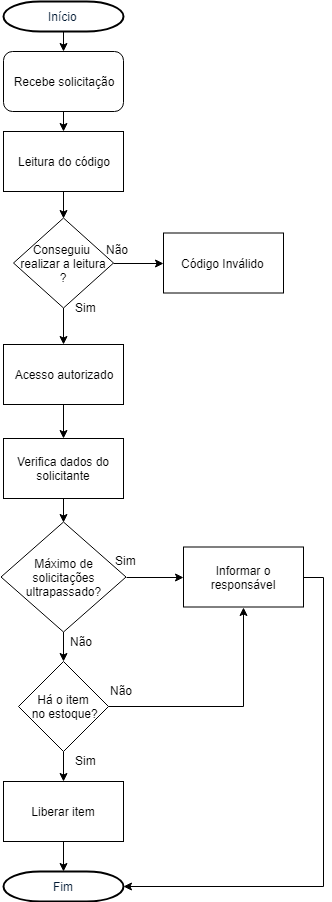 Início
Recebe solicitação
Leitura do código
Conseguiu
realizar a leitura
?
Não
Código Inválido
Sim
Acesso autorizado
Verifica dados do
solicitante
Máximo de
solicitações
ultrapassado?
Sim
Informar o
responsável
Não
Há o item
no estoque?
Não
Sim
Liberar item
Fim